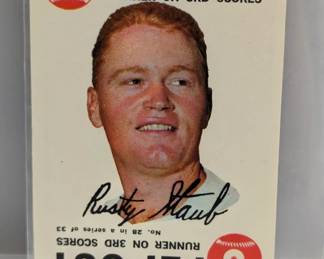 ON 3RD SCORES
Rusty Staub
No. 28 in a series of 33
RUNNER ON 3RD SCORES